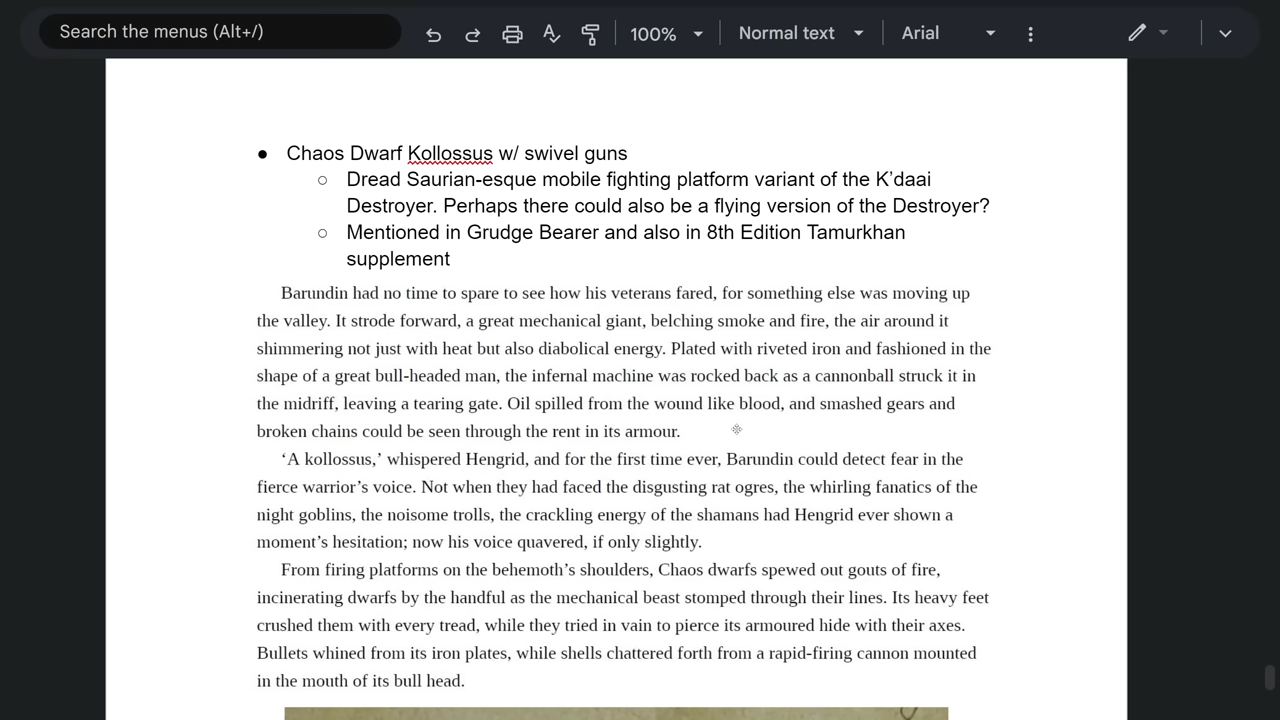 Search the menus (Alt+/)
100%
Normal text
Arial
● Chaos Dwarf Kollossus w/ swivel guns
○ Dread Saurian-esque mobile fighting platform variant of the K’daai
Destroyer. Perhaps there could also be a flying version of the Destroyer?
○ Mentioned in Grudge Bearer and also in 8th Edition Tamurkhan
supplement
Barundin had no time to spare to see how his veterans fared, for something else was moving up
the valley. It strode forward, a great mechanical giant, belching smoke and fire, the air around it
shimmering not just with heat but also diabolical energy. Plated with riveted iron and fashioned in the
shape of a great bull-headed man, the infernal machine was rocked back as a cannonball struck it in
the midriff, leaving a tearing gate. Oil spilled from the wound like blood, and smashed gears and
broken chains could be seen through the rent in its armour.
‘A kollossus,’ whispered Hengrid, and for the first time ever, Barundin could detect fear in the
fierce warrior’s voice. Not when they had faced the disgusting rat ogres, the whirling fanatics of the
night goblins, the noisome trolls, the crackling energy of the shamans had Hengrid ever shown a
moment’s hesitation; now his voice quavered, if only slightly.
From firing platforms on the behemoth’s shoulders, Chaos dwarfs spewed out gouts of fire,
incinerating dwarfs by the handful as the mechanical beast stomped through their lines. Its heavy feet
crushed them with every tread, while they tried in vain to pierce its armoured hide with their axes.
Bullets whined from its iron plates, while shells chattered forth from a rapid-firing cannon mounted
in the mouth of its bull head.